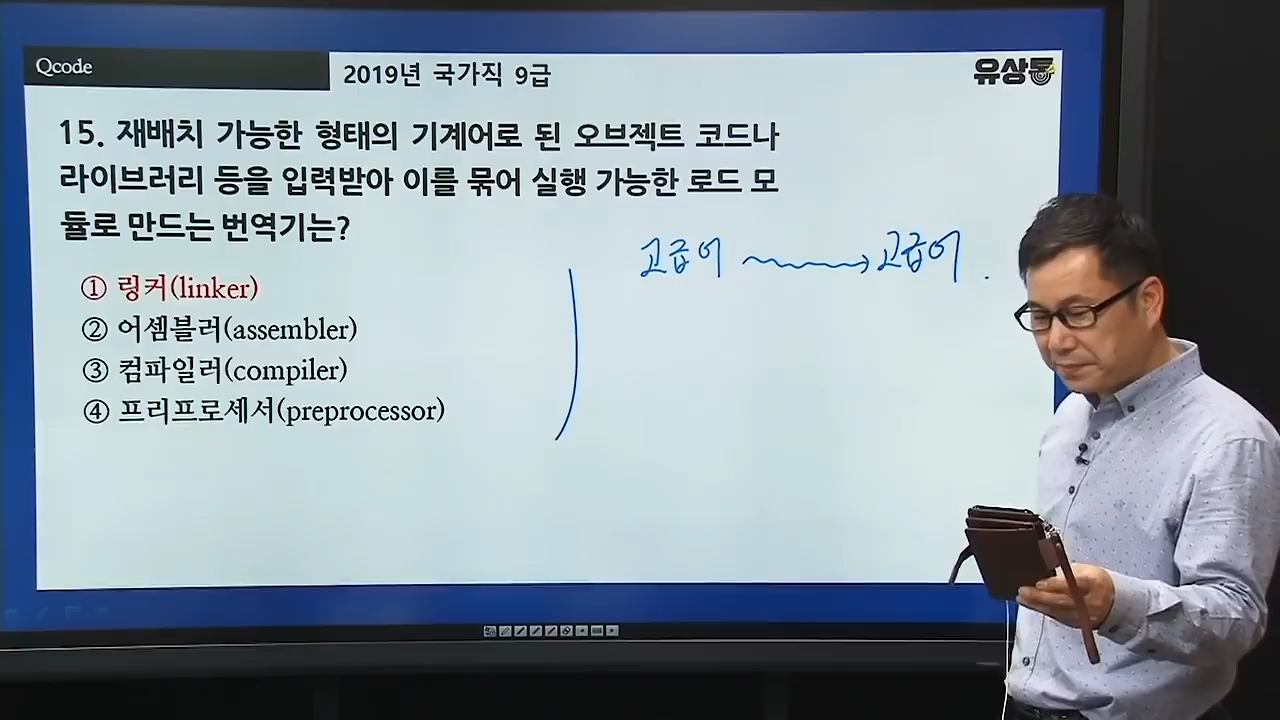 Qcode
2019년 국가직 9급
유상통
15. 재배치 가능한 형태의 기계어로 된 오브젝트 코드나
라이브러리 등을 입력받아 이를 묶어 실행 가능한 로드 모
듈로 만드는 번역기는?
① 링커(linker)
② 어셈블러(assembler)
③ 컴파일러(compiler)
④ 프리프로세서(preprocessor)
고급어 → 고급어.